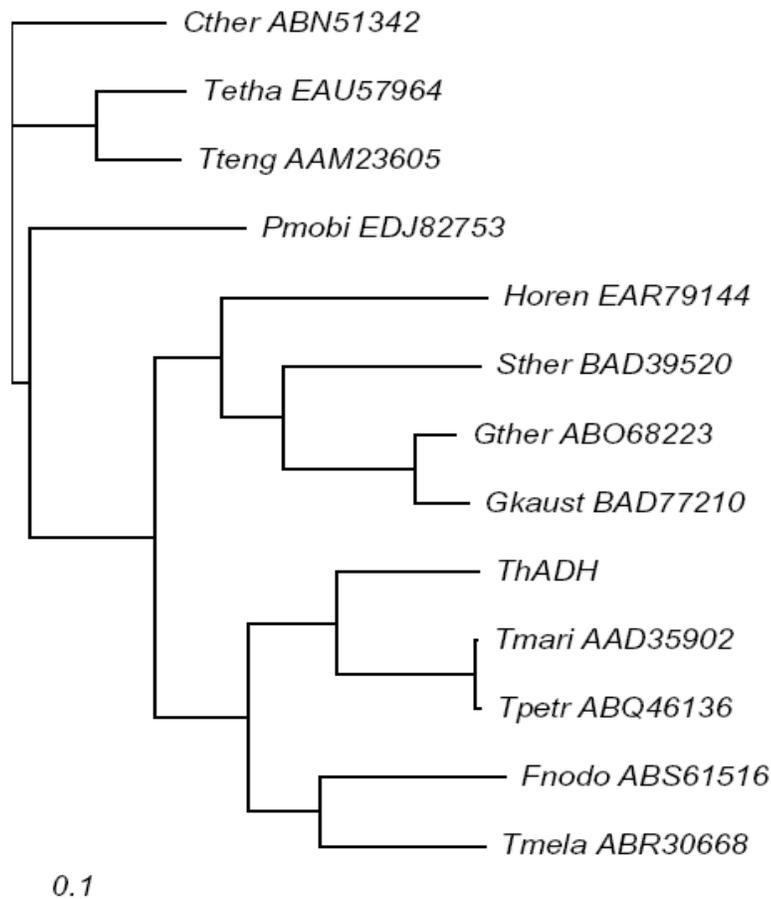 Cther ABN51342
Tetha EAU57964
Tteng AAM23605
Pmobi EDJ82753
Horen EAR79144
Sther BAD39520
Gther ABO68223
Gkaust BAD77210
ThADH
Tmari AAD35902
Tpetr ABQ46136
Fnodo ABS61516
Tmela ABR30668
0.1